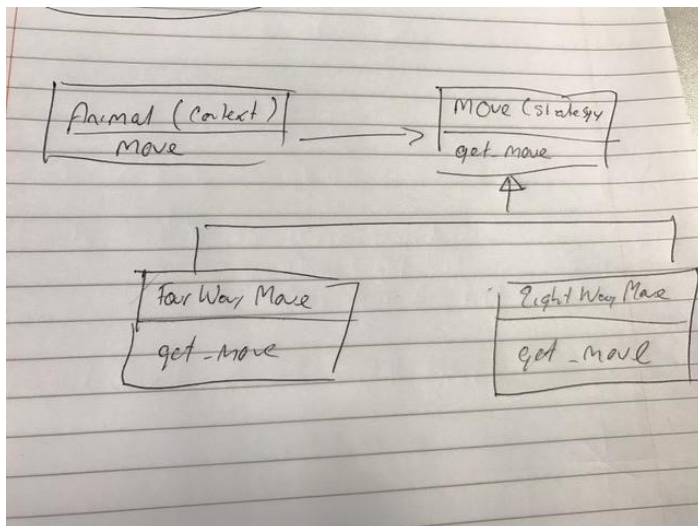 Animal (Context)
Move
Move (Strategy
get_move
Four Way Move
get_move
Eight Way Move
get_move